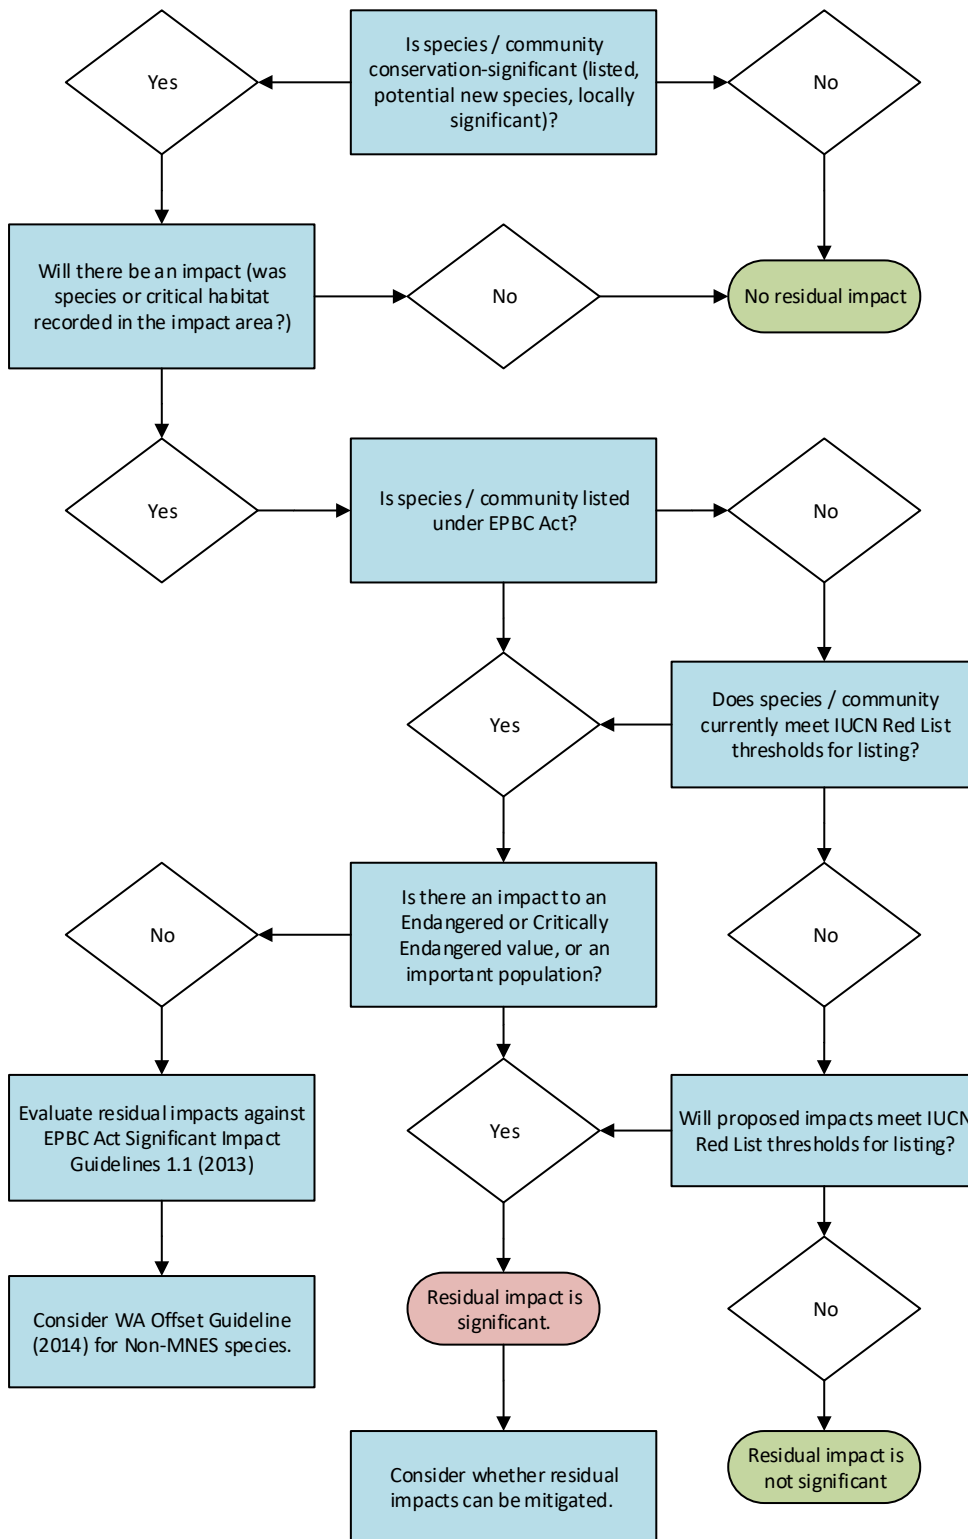 Yes
Is species / community
conservation-significant (listed,
potential new species, locally
significant)?
No
Will there be an impact (was
species or critical habitat
recorded in the impact area?)
No
No residual impact
Yes
Is species / community listed
under EPBC Act?
No
Yes
Does species / community
currently meet IUCN Red List
thresholds for listing?
No
Is there an impact to an
Endangered or Critically
Endangered value, or an
important population?
No
Evaluate residual impacts against
EPBC Act Significant Impact
Guidelines 1.1 (2013)
Yes
Will proposed impacts meet IUCN
Red List thresholds for listing?
Consider WA Offset Guideline
(2014) for Non-MNES species.
Residual impact is
significant.
No
Consider whether residual
impacts can be mitigated.
Residual impact is
not significant